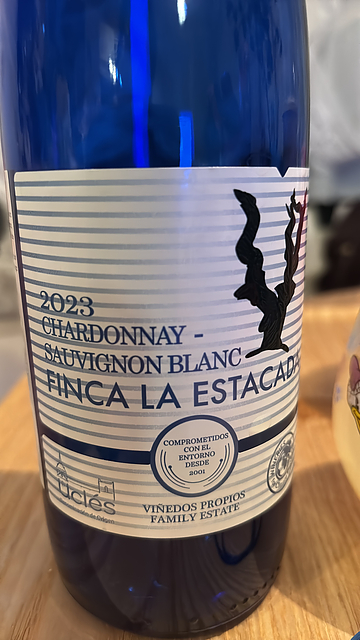 2023
CHARDONNAY -
SAUVIGNON BLANC
FINCA LA ESTACADA
COMPROMETIDOS
CON EL
ENTORNO
DESDE
2001
uclés
VIÑEDOS PROPIOS
FAMILY ESTATE